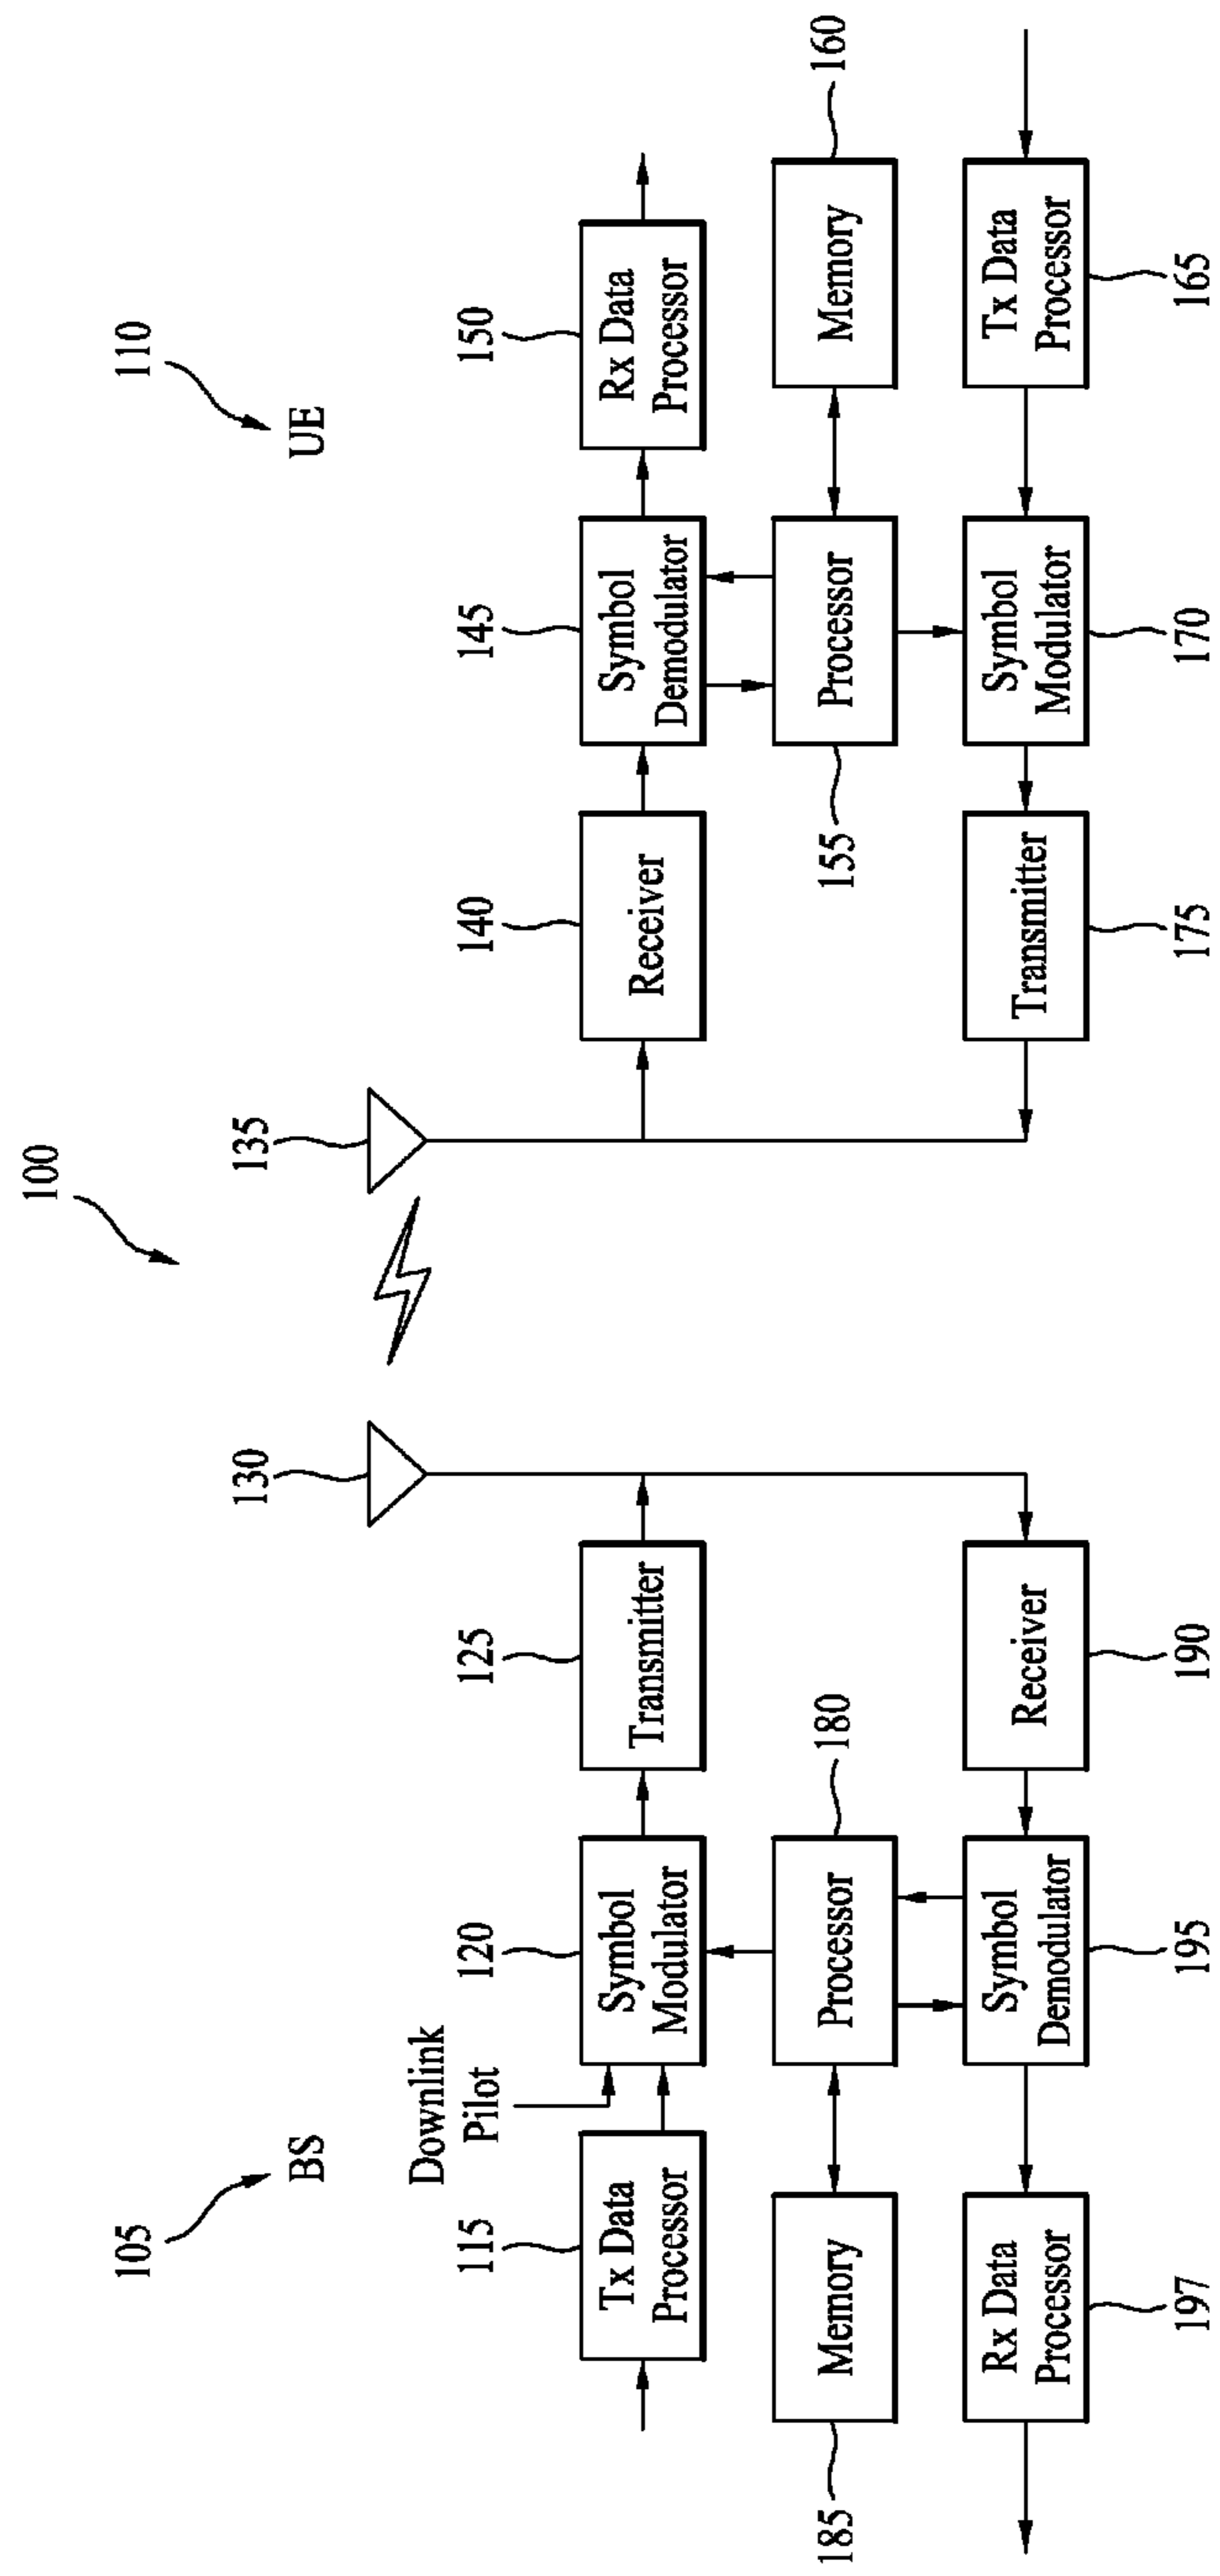 100
105
BS
110
UE
130
135
Downlink
Pilot
115
120
125
140
145
150
Tx Data
Processor
Symbol
Modulator
Transmitter
Receiver
Symbol
Demodulator
Rx Data
Processor
180
160
Memory
Processor
Processor
Memory
185
155
Rx Data
Processor
Symbol
Demodulator
Receiver
Transmitter
Symbol
Modulator
Tx Data
Processor
197
195
190
175
170
165